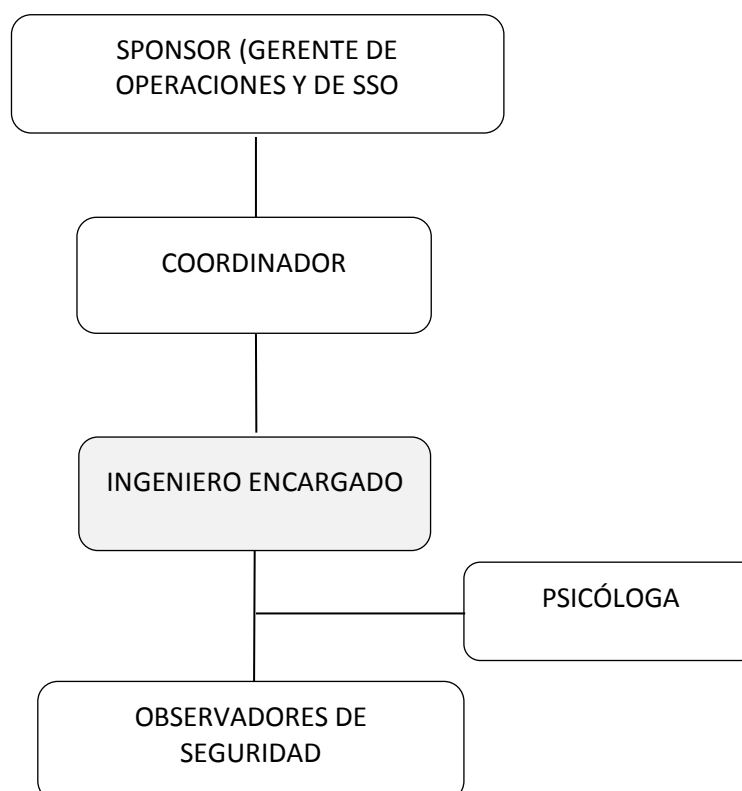 SPONSOR (GERENTE DE
OPERACIONES Y DE SSO
COORDINADOR
INGENIERO ENCARGADO
PSICÓLOGA
OBSERVADORES DE
SEGURIDAD